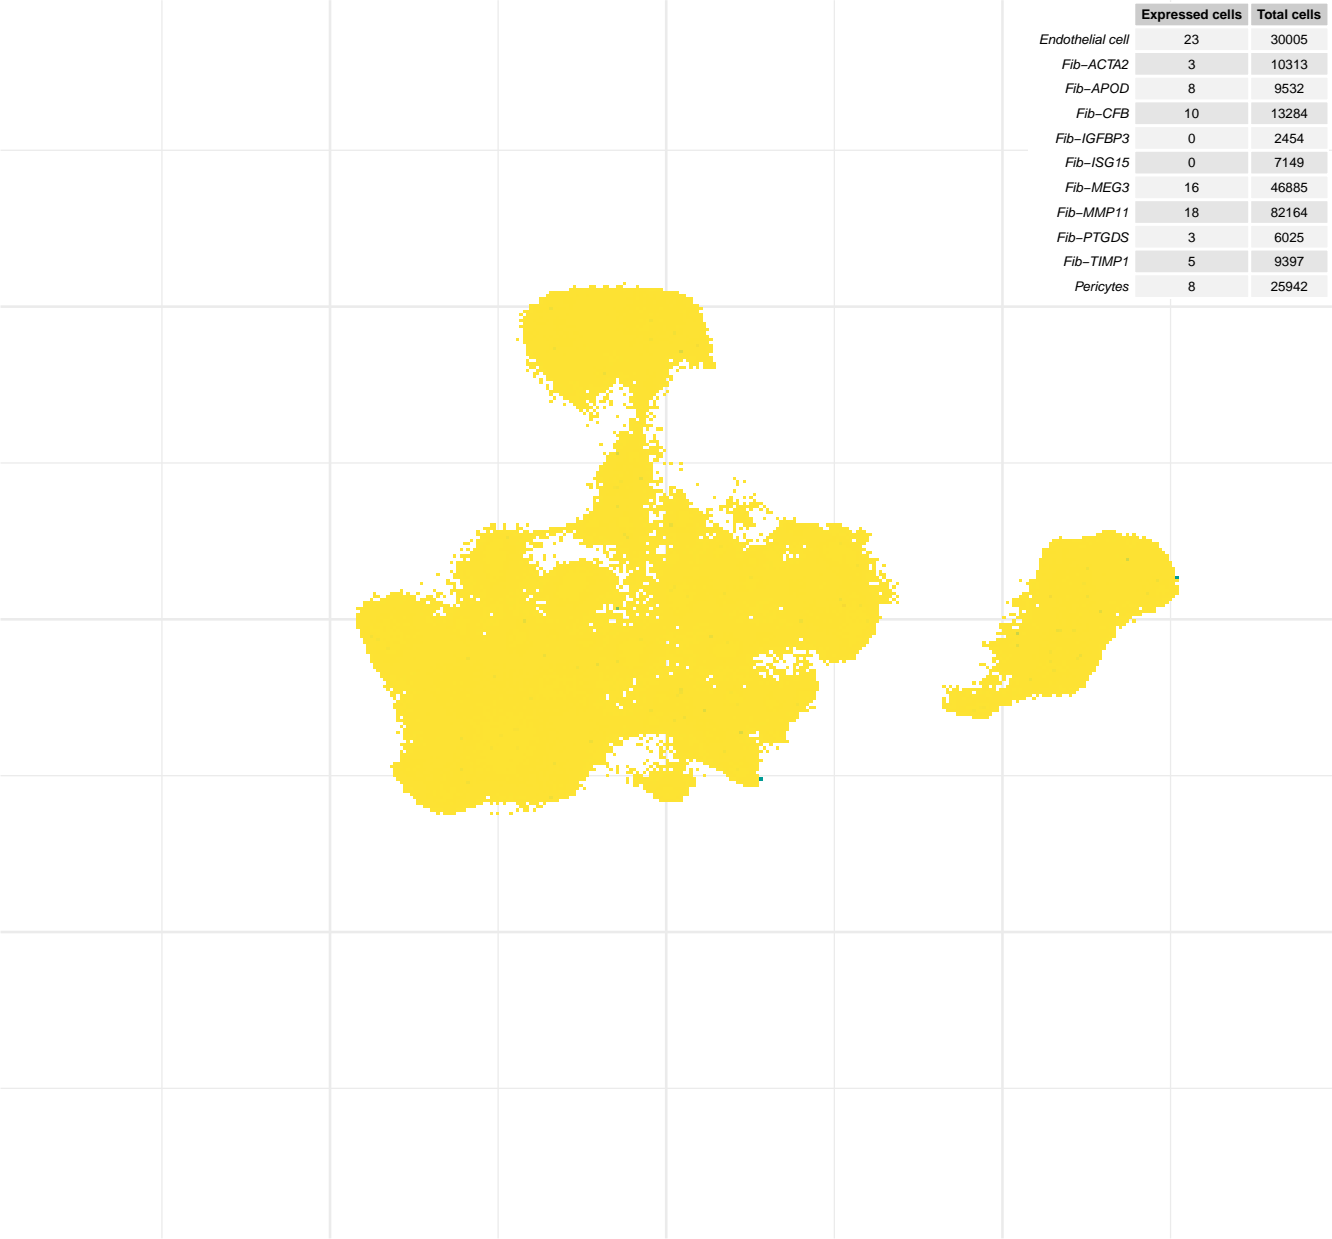 Expressed cells Total cells
Endothelial cell 23 30005
Fib−ACTA2 3 10313
Fib−APOD 8 9532
Fib−CFB 10 13284
Fib−IGFBP3 0 2454
Fib−ISG15 0 7149
Fib−MEG3 16 46885
Fib−MMP11 18 82164
Fib−PTGDS 3 6025
Fib−TIMP1 5 9397
Pericytes 8 25942